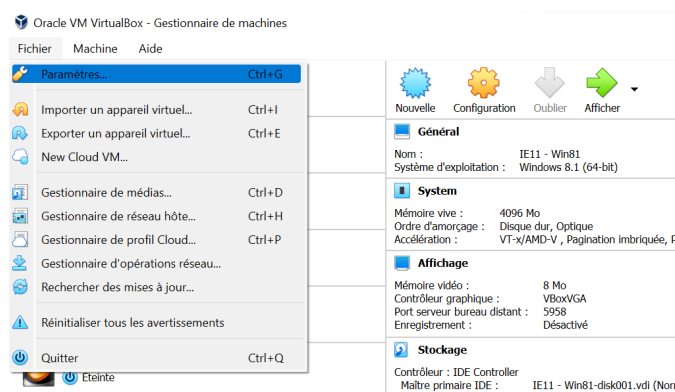 Oracle VM VirtualBox - Gestionnaire de machines
Fichier Machine Aide
Paramètres... Ctrl+G
Importer un appareil virtuel... Ctrl+I
Exporter un appareil virtuel... Ctrl+E
New Cloud VM...
Gestionnaire de médias... Ctrl+D
Gestionnaire de réseau hôte... Ctrl+H
Gestionnaire de profil Cloud... Ctrl+P
Gestionnaire d'opérations réseau...
Rechercher des mises à jour...
Réinitialiser tous les avertissements
Quitter Ctrl+Q
Éteinte
Nouvelle Configuration Oublier Afficher
Général
Nom : IE11 - Win81
Système d'exploitation : Windows 8.1 (64-bit)
System
Mémoire vive : 4096 Mo
Ordre d'amorçage : Disque dur, Optique
Accélération : VT-x/AMD-V , Pagination imbriquée, P
Affichage
Mémoire vidéo : 8 Mo
Contrôleur graphique : VBoxVGA
Port serveur bureau distant : 5958
Enregistrement : Désactivé
Stockage
Contrôleur : IDE Controller
Maître primaire IDE : IE11 - Win81-disk001.vdi (Nor